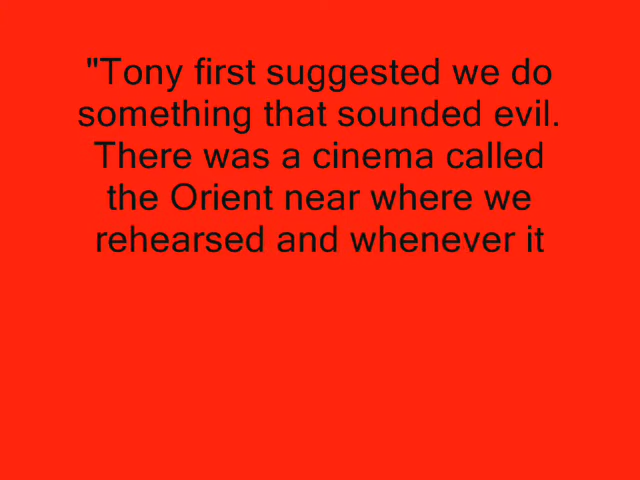 "Tony first suggested we do
something that sounded evil.
There was a cinema called
the Orient near where we
rehearsed and whenever it